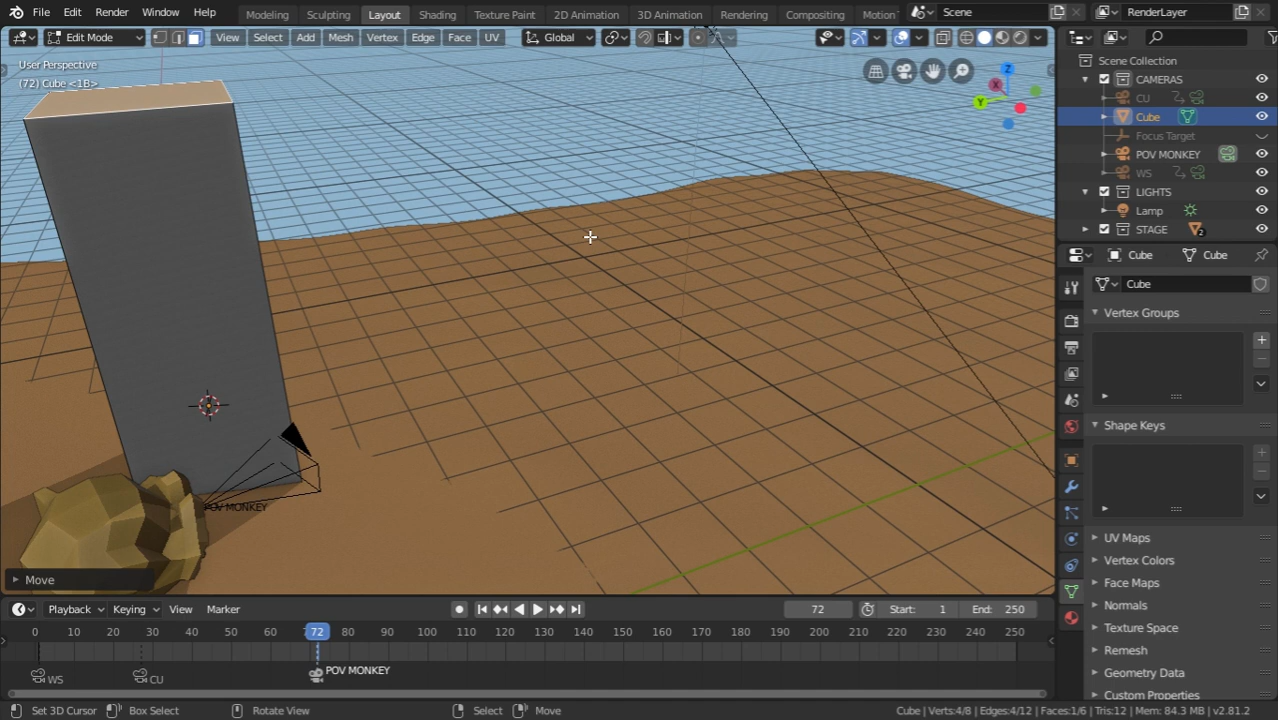 File Edit Render Window Help Modeling Sculpting Layout Shading Texture Paint UV Editing 2D Animation 3D Animation Rendering Compositing Motion Scene RenderLayer
Edit Mode View Select Add Mesh Vertex Edge Face UV Global
User Perspective
(72) Cube <1B>
Z
X
Y
POV MONKEY
Move
Scene Collection
CAMERAS
CU
Cube
Focus Target
POV MONKEY
WS
LIGHTS
Lamp
STAGE 2
Cube Cube
Cube
Vertex Groups
Shape Keys
UV Maps
Vertex Colors
Face Maps
Normals
Texture Space
Remesh
Geometry Data
Custom Properties
Playback Keying View Marker 72 Start: 1 End: 250
0 10 20 30 40 50 60 72 80 90 100 110 120 130 140 150 160 170 180 190 200 210 220 230 240 250
WS CU POV MONKEY
Set 3D Cursor Box Select Rotate View Select Move Cube | Verts:4/8 | Edges:4/12 | Faces:1/6 | Tris:12 | Mem: 84.3 MB | v2.81.2